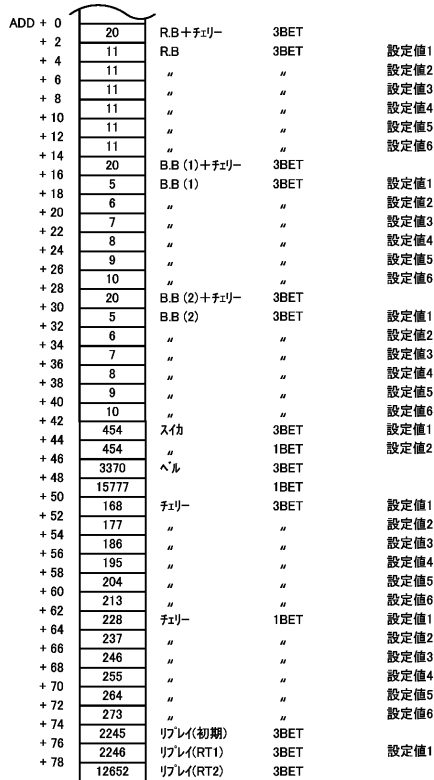 ADD + 0
20 R.B+チェリー 3BET
+ 2
11 R.B 3BET 設定値1
+ 4
11 〃 〃 設定値2
+ 6
11 〃 〃 設定値3
+ 8
11 〃 〃 設定値4
+ 10
11 〃 〃 設定値5
+ 12
11 〃 〃 設定値6
+ 14
20 B.B (1)+チェリー 3BET
+ 16
5 B.B (1) 3BET 設定値1
+ 18
6 〃 〃 設定値2
+ 20
7 〃 〃 設定値3
+ 22
8 〃 〃 設定値4
+ 24
9 〃 〃 設定値5
+ 26
10 〃 〃 設定値6
+ 28
20 B.B (2)+チェリー 3BET
+ 30
5 B.B (2) 3BET 設定値1
+ 32
6 〃 〃 設定値2
+ 34
7 〃 〃 設定値3
+ 36
8 〃 〃 設定値4
+ 38
9 〃 〃 設定値5
+ 40
10 〃 〃 設定値6
+ 42
454 スイカ 3BET 設定値1
+ 44
454 〃 1BET 設定値2
+ 46
3370 ベル 3BET
+ 48
15777 1BET
+ 50
168 チェリー 3BET 設定値1
+ 52
177 〃 〃 設定値2
+ 54
186 〃 〃 設定値3
+ 56
195 〃 〃 設定値4
+ 58
204 〃 〃 設定値5
+ 60
213 〃 〃 設定値6
+ 62
228 チェリー 1BET 設定値1
+ 64
237 〃 〃 設定値2
+ 66
246 〃 〃 設定値3
+ 68
255 〃 〃 設定値4
+ 70
264 〃 〃 設定値5
+ 72
273 〃 〃 設定値6
+ 74
2245 リプレイ(初期) 3BET
+ 76
2246 リプレイ(RT1) 3BET 設定値1
+ 78
12652 リプレイ(RT2) 3BET